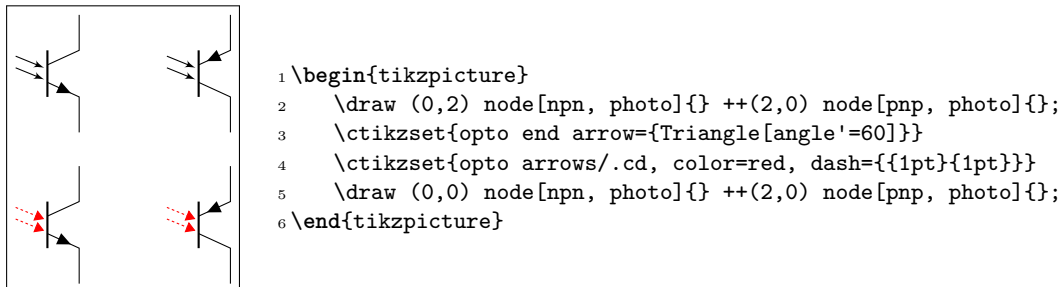 1 \begin{tikzpicture}
2     \draw (0,2) node[npn, photo]{} ++(2,0) node[pnp, photo]{};
3     \ctikzset{opto end arrow={Triangle[angle'=60]}}
4     \ctikzset{opto arrows/.cd, color=red, dash={{1pt}{1pt}}}
5     \draw (0,0) node[npn, photo]{} ++(2,0) node[pnp, photo]{};
6 \end{tikzpicture}